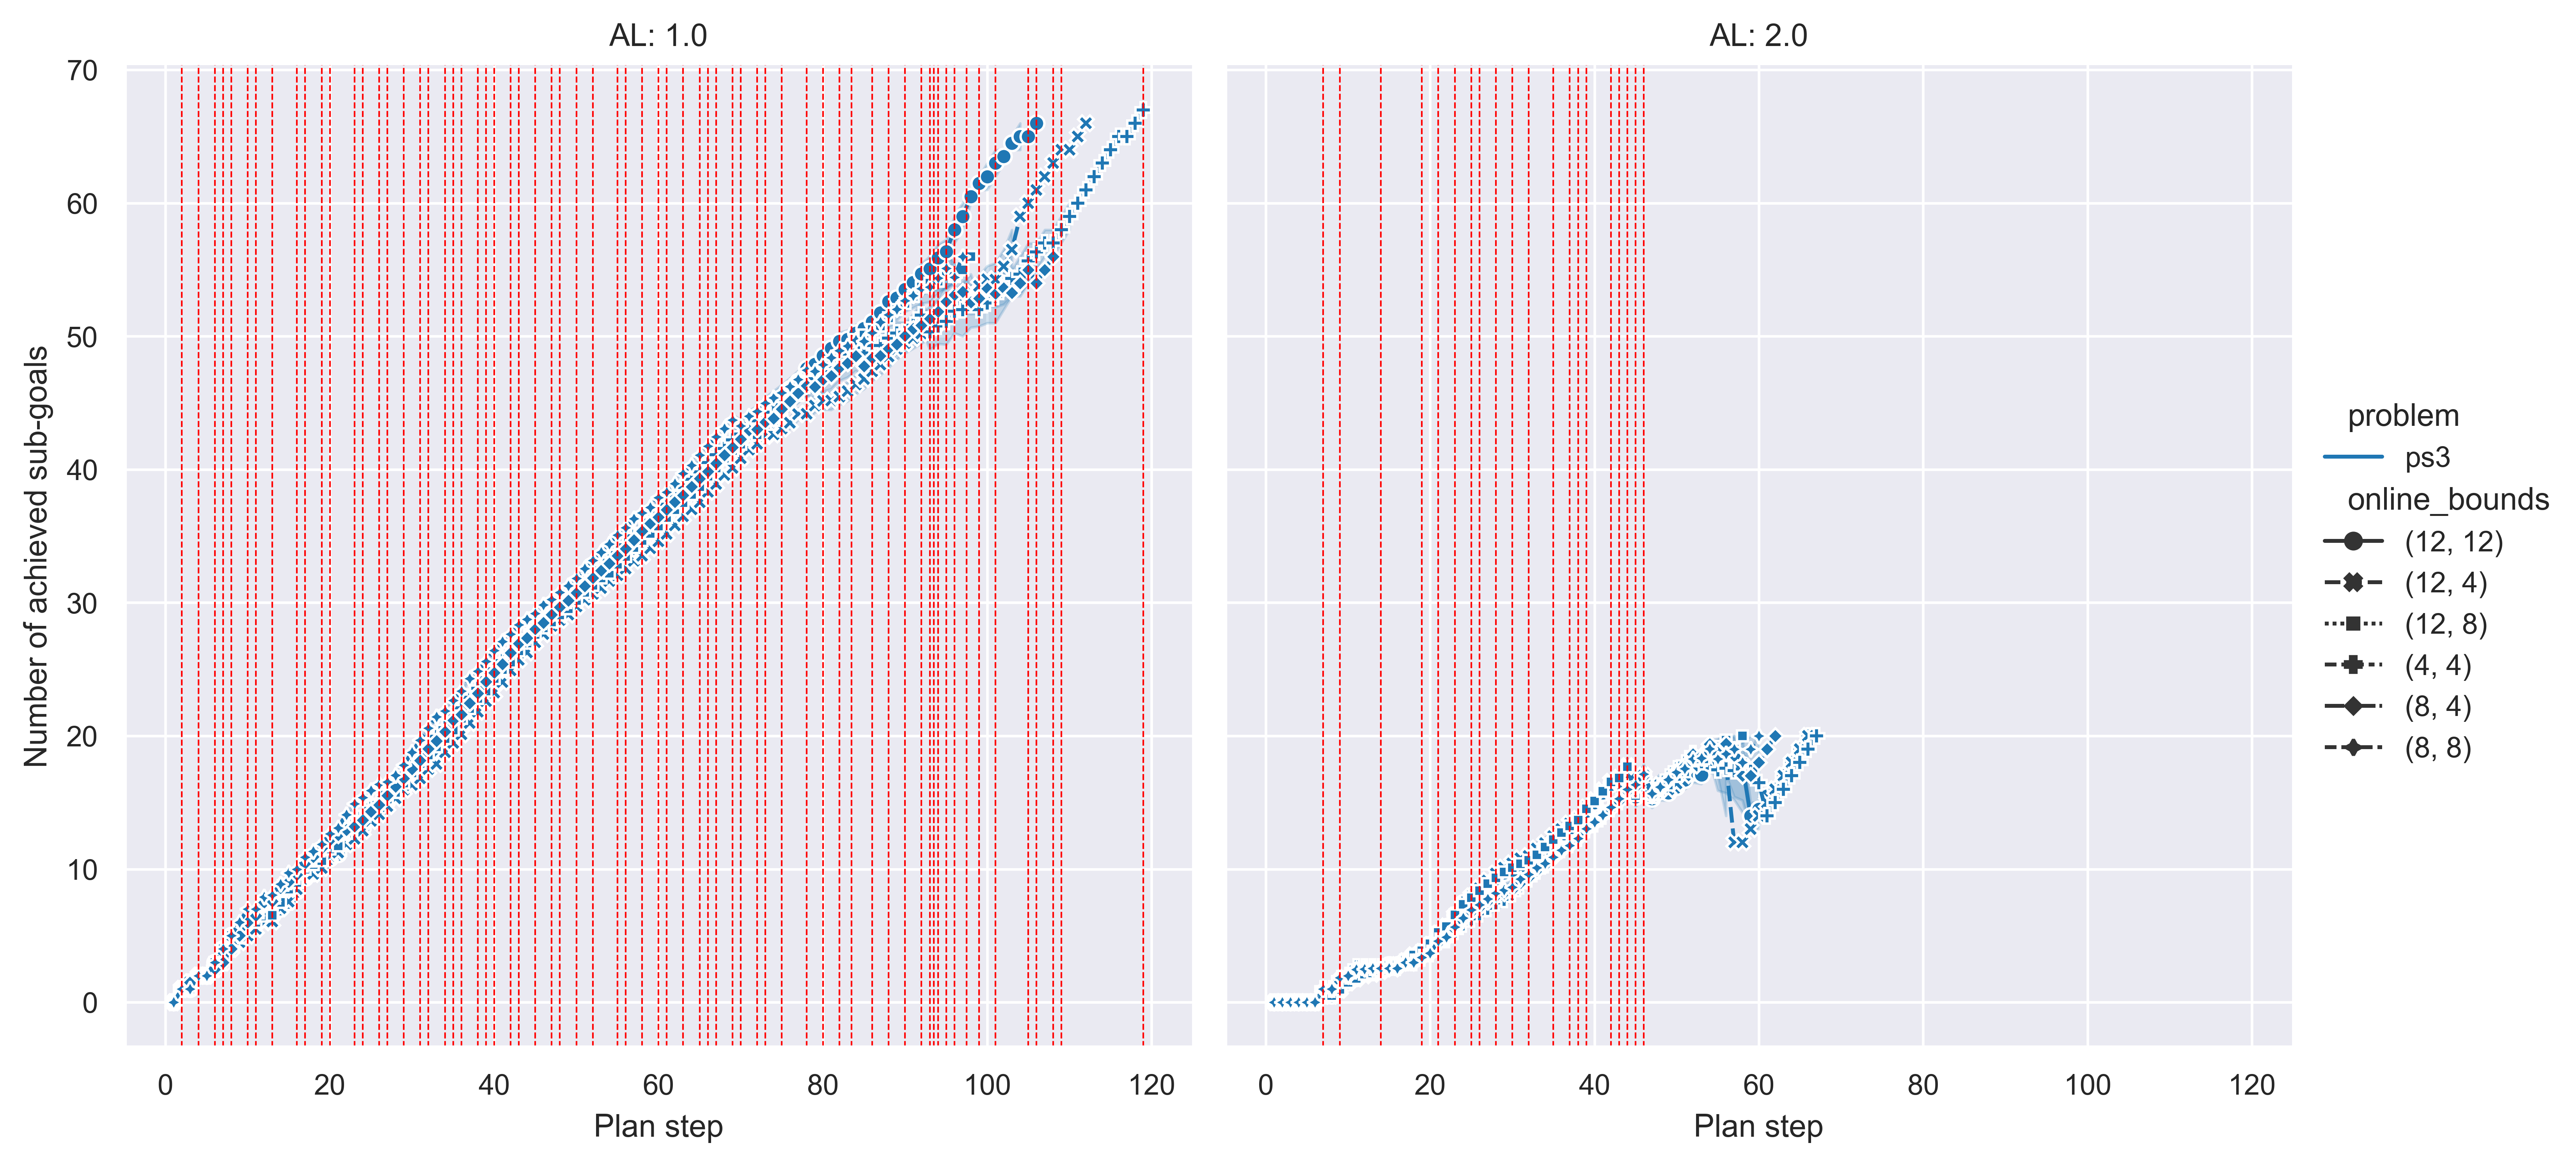 AL: 1.0
AL: 2.0
Number of achieved sub-goals
70
60
50
40
30
20
10
0
0 20 40 60 80 100 120
0 20 40 60 80 100 120
Plan step
Plan step
problem
ps3
online_bounds
(12, 12)
(12, 4)
(12, 8)
(4, 4)
(8, 4)
(8, 8)